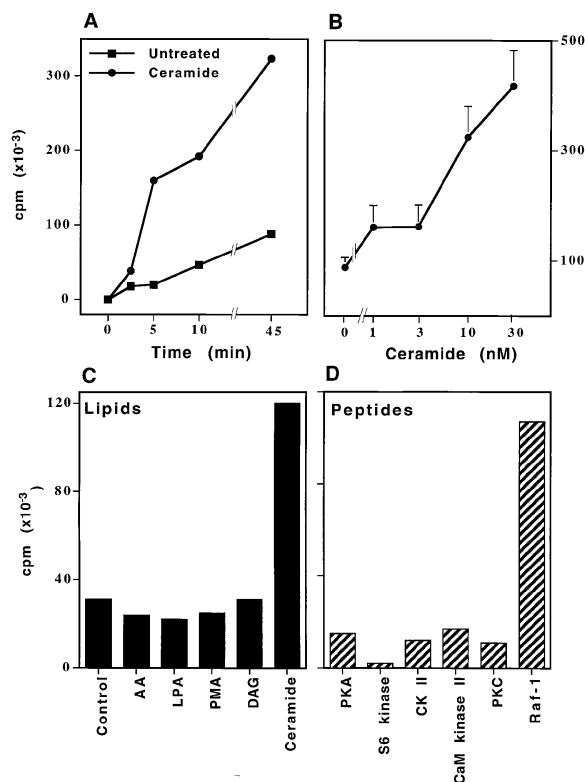 A
Untreated
Ceramide
300
200
100
0
cpm (x10-3)
0 5 10 45
Time (min)
B
500
300
100
0 1 3 10 30
Ceramide (nM)
C
Lipids
120
80
40
0
cpm (x10-3)
Control
AA
LPA
PMA
DAG
Ceramide
D
Peptides
PKA
S6 kinase
CK II
CaM kinase II
PKC
Raf-1